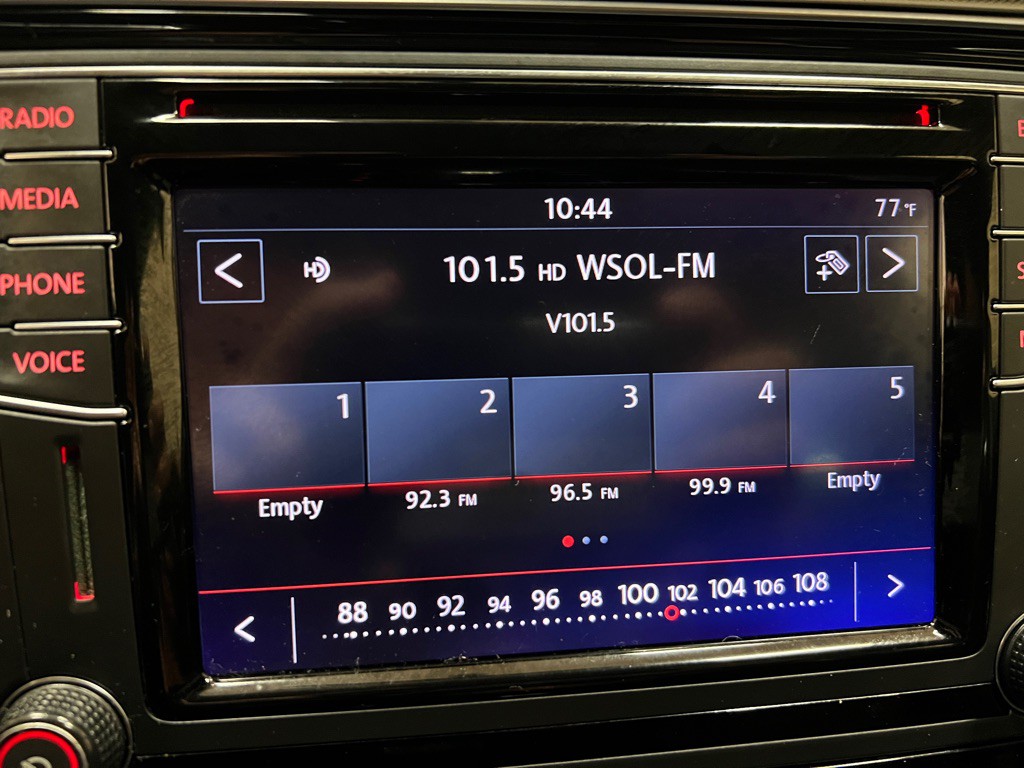 RADIO
MEDIA
PHONE
VOICE
10:44
77 °F
< HD 101.5 HD WSOL-FM >
V101.5
1 2 3 4 5
Empty 92.3 FM 96.5 FM 99.9 FM Empty
< 88 90 92 94 96 98 100 102 104 106 108 >